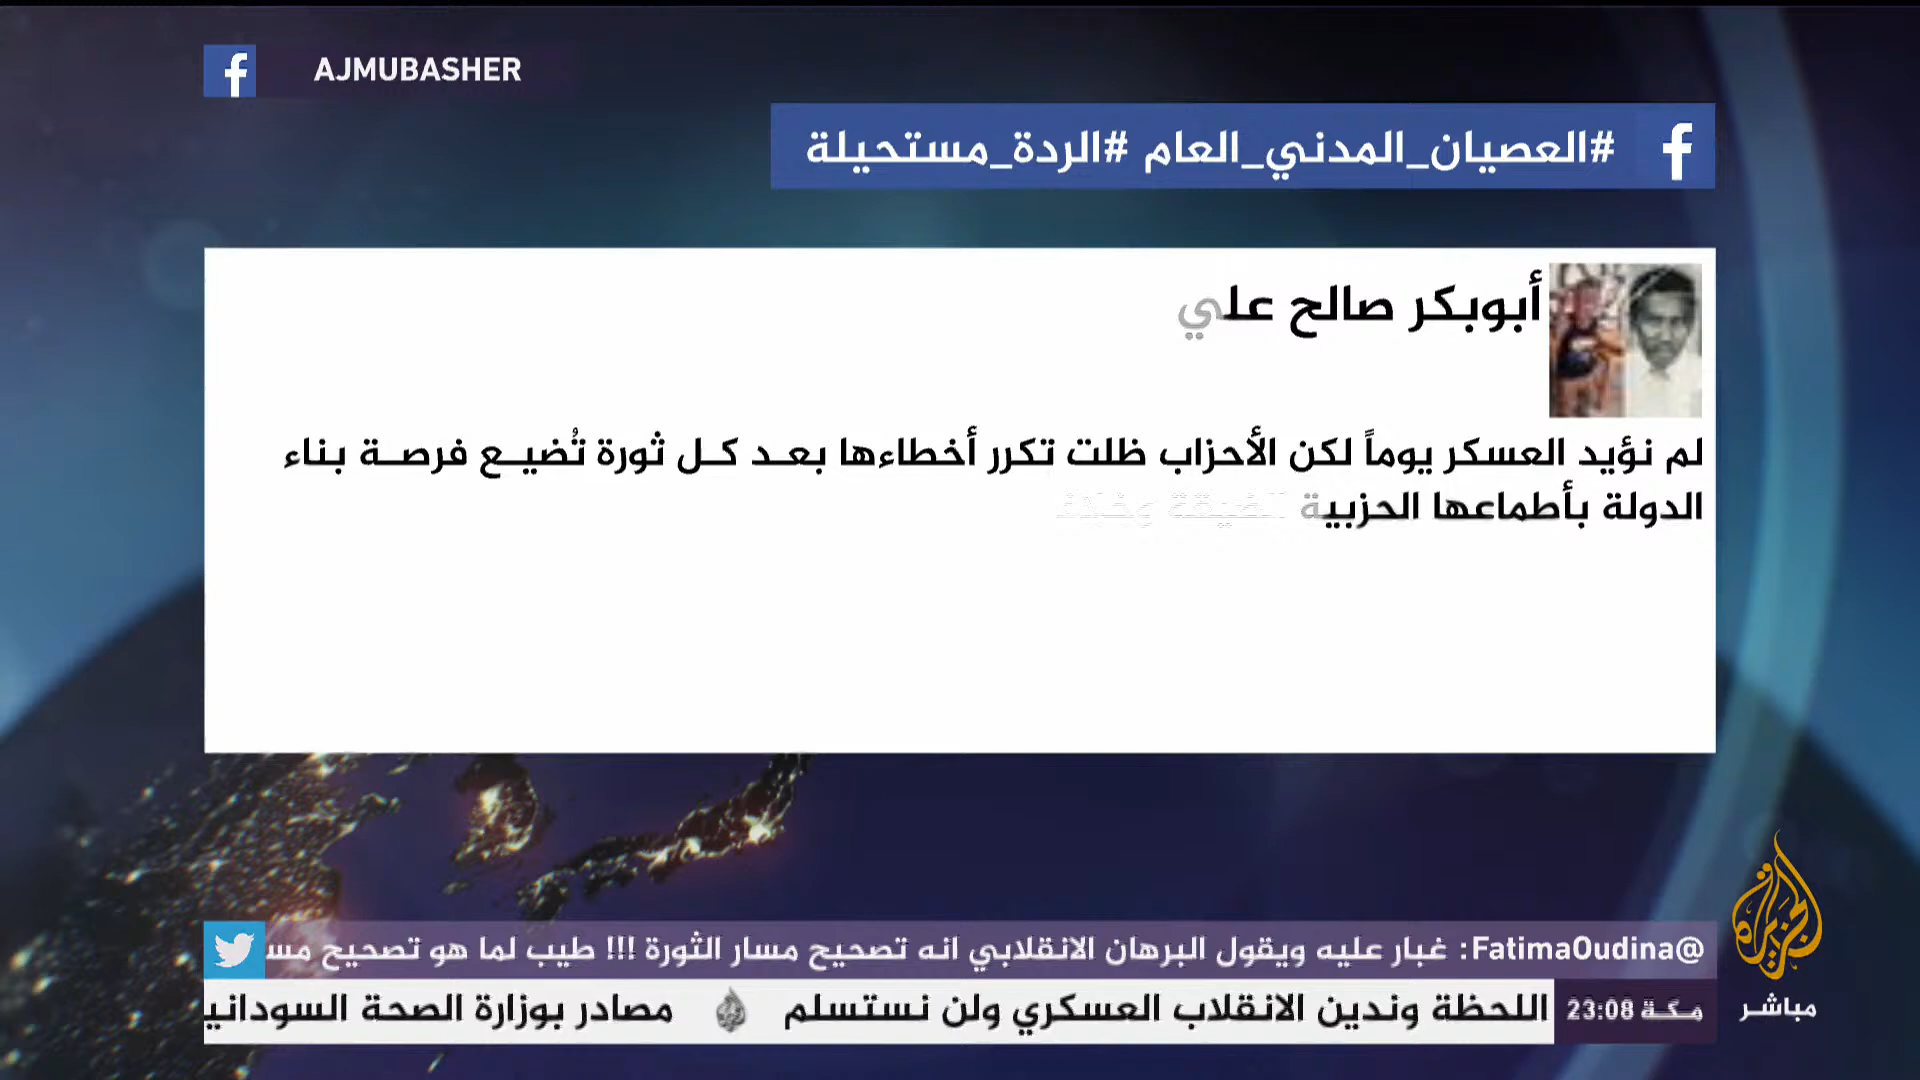 AJMUBASHER
#العصيان_المدني_العام #الردة_مستحيلة
أبوبكر صالح علي
لم نؤيد العسكر يوماً لكن الأحزاب ظلت تكرر أخطاءها بعد كل ثورة تُضيع فرصة بناء
الدولة بأطماعها الحزبية الضيقة
@FatimaOudina: غبار عليه ويقول البرهان الانقلابي انه تصحيح مسار الثورة !!! طيب لما هو تصحيح مس
مكة 23:08
اللحظة وندين الانقلاب العسكري ولن نستسلم
مصادر بوزارة الصحة السوداني
الجزيرة
مباشر